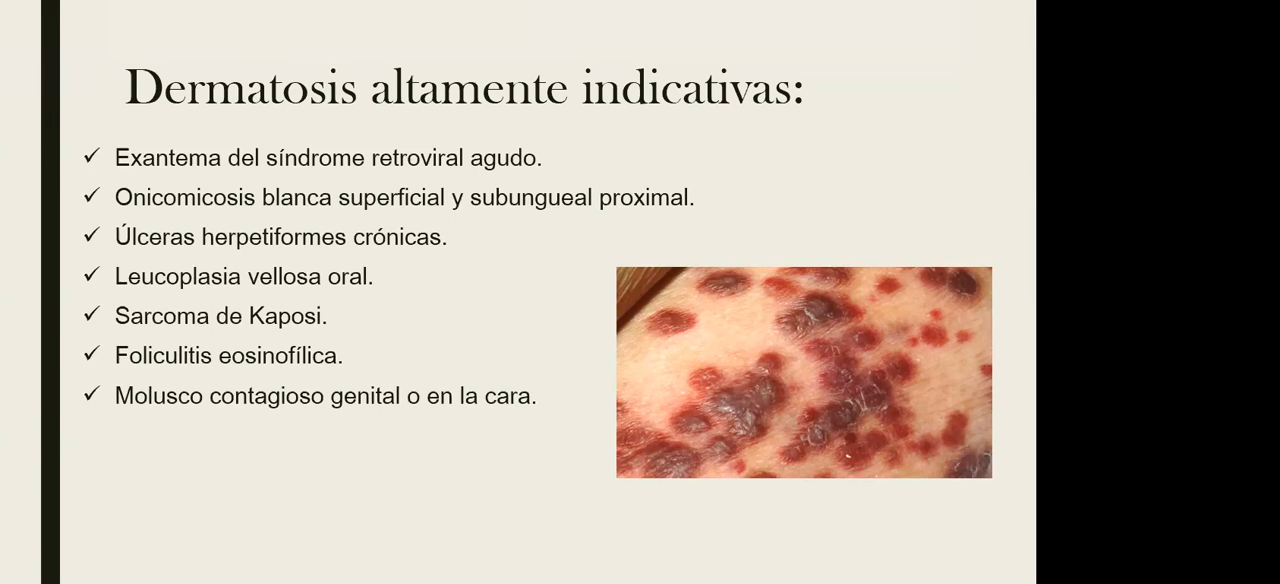 Dermatosis altamente indicativas:
✓ Exantema del síndrome retroviral agudo.
✓ Onicomicosis blanca superficial y subungueal proximal.
✓ Úlceras herpetiformes crónicas.
✓ Leucoplasia vellosa oral.
✓ Sarcoma de Kaposi.
✓ Foliculitis eosinofílica.
✓ Molusco contagioso genital o en la cara.